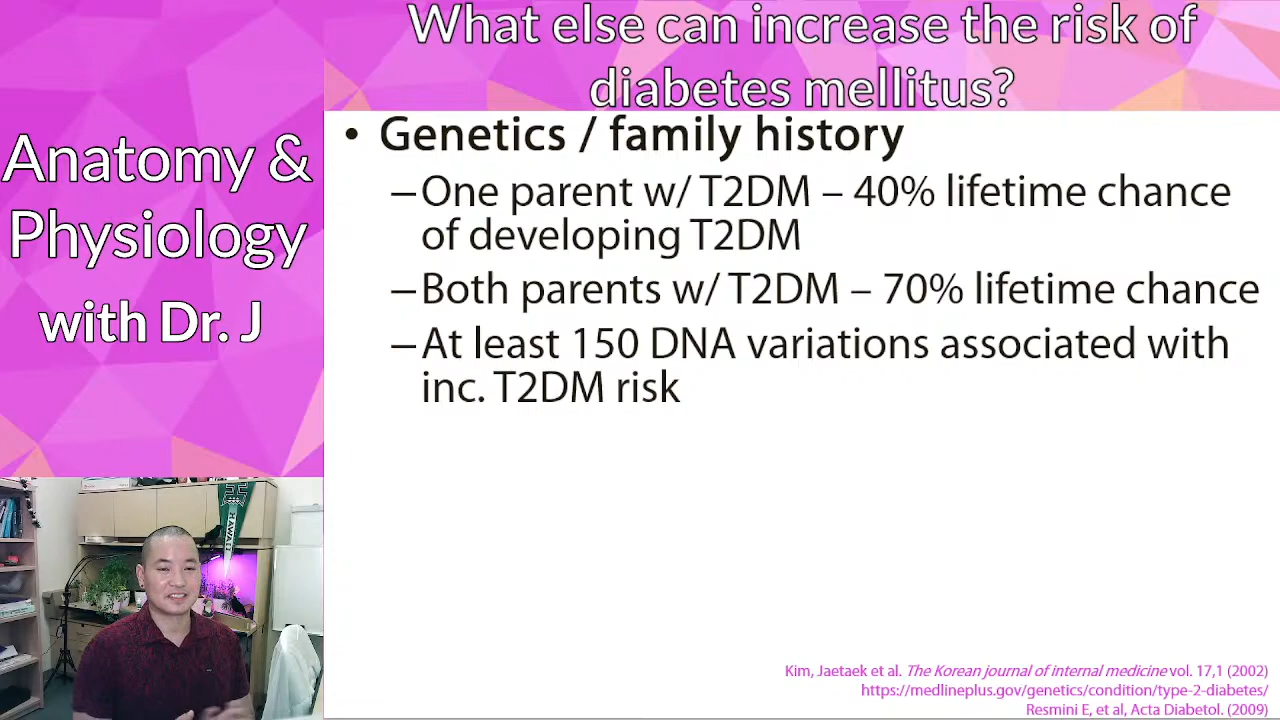 Anatomy &
Physiology
with Dr. J
What else can increase the risk of
diabetes mellitus?
• Genetics / family history
–One parent w/ T2DM – 40% lifetime chance
of developing T2DM
–Both parents w/ T2DM – 70% lifetime chance
–At least 150 DNA variations associated with
inc. T2DM risk
H
HAWAII
Kim, Jaetaek et al. The Korean journal of internal medicine vol. 17,1 (2002)
https://medlineplus.gov/genetics/condition/type-2-diabetes/
Resmini E, et al, Acta Diabetol. (2009)